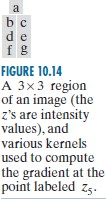 a
b c
d e
f g
FIGURE 10.14
A 3×3 region
of an image (the
z's are intensity
values), and
various kernels
used to compute
the gradient at the
point labeled z5.